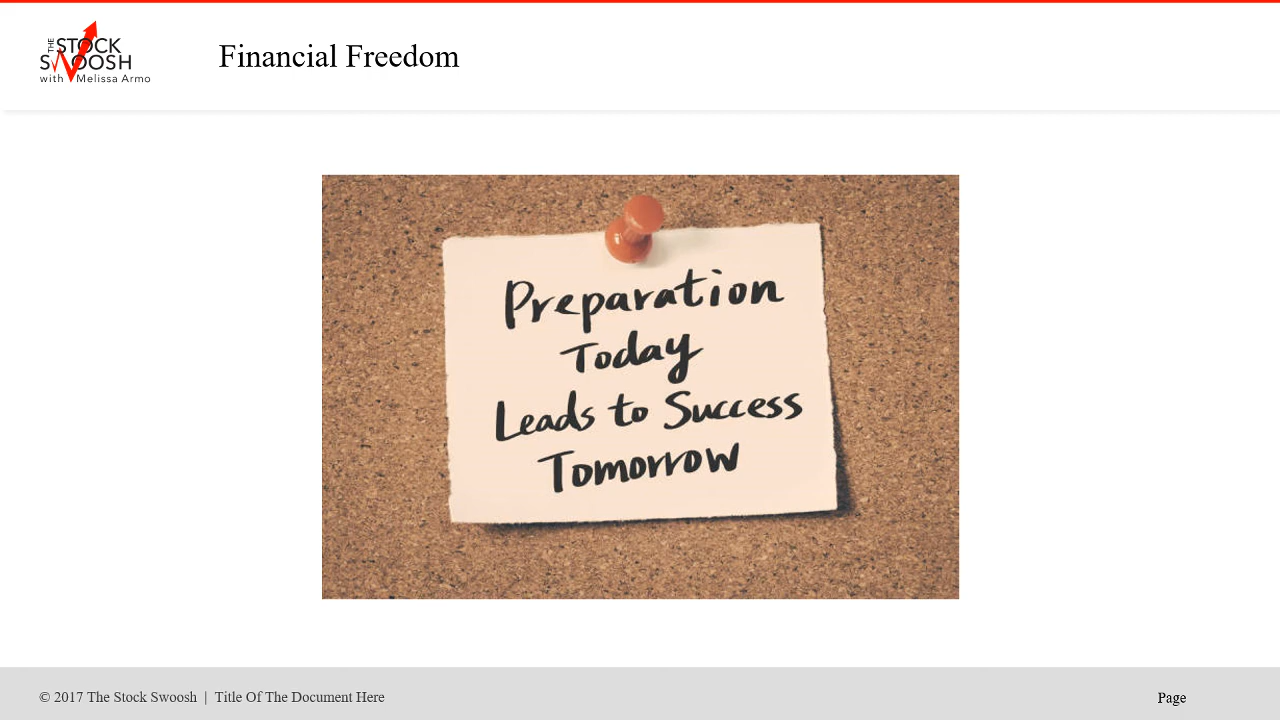 THE STOCK
SWOOSH
with Melissa Armo
Financial Freedom
Preparation
Today
Leads to Success
Tomorrow
© 2017 The Stock Swoosh | Title Of The Document Here
Page